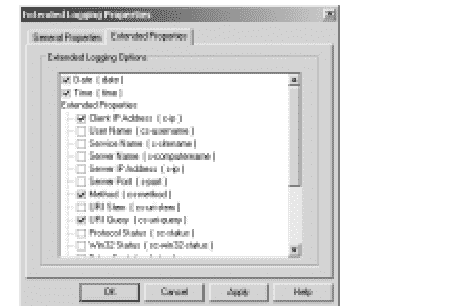 Extended Logging Properties
General Properties Extended Properties
Extended Logging Options
Date ( date )
Time ( time )
Extended Properties
Client IP Address ( c-ip )
User Name ( cs-username )
Service Name ( s-sitename )
Server Name ( s-computername )
Server IP Address ( s-ip )
Server Port ( s-port )
Method ( cs-method )
URI Stem ( cs-uri-stem )
URI Query ( cs-uri-query )
Protocol Status ( sc-status )
Win32 Status ( sc-win32-status )
OK Cancel Apply Help